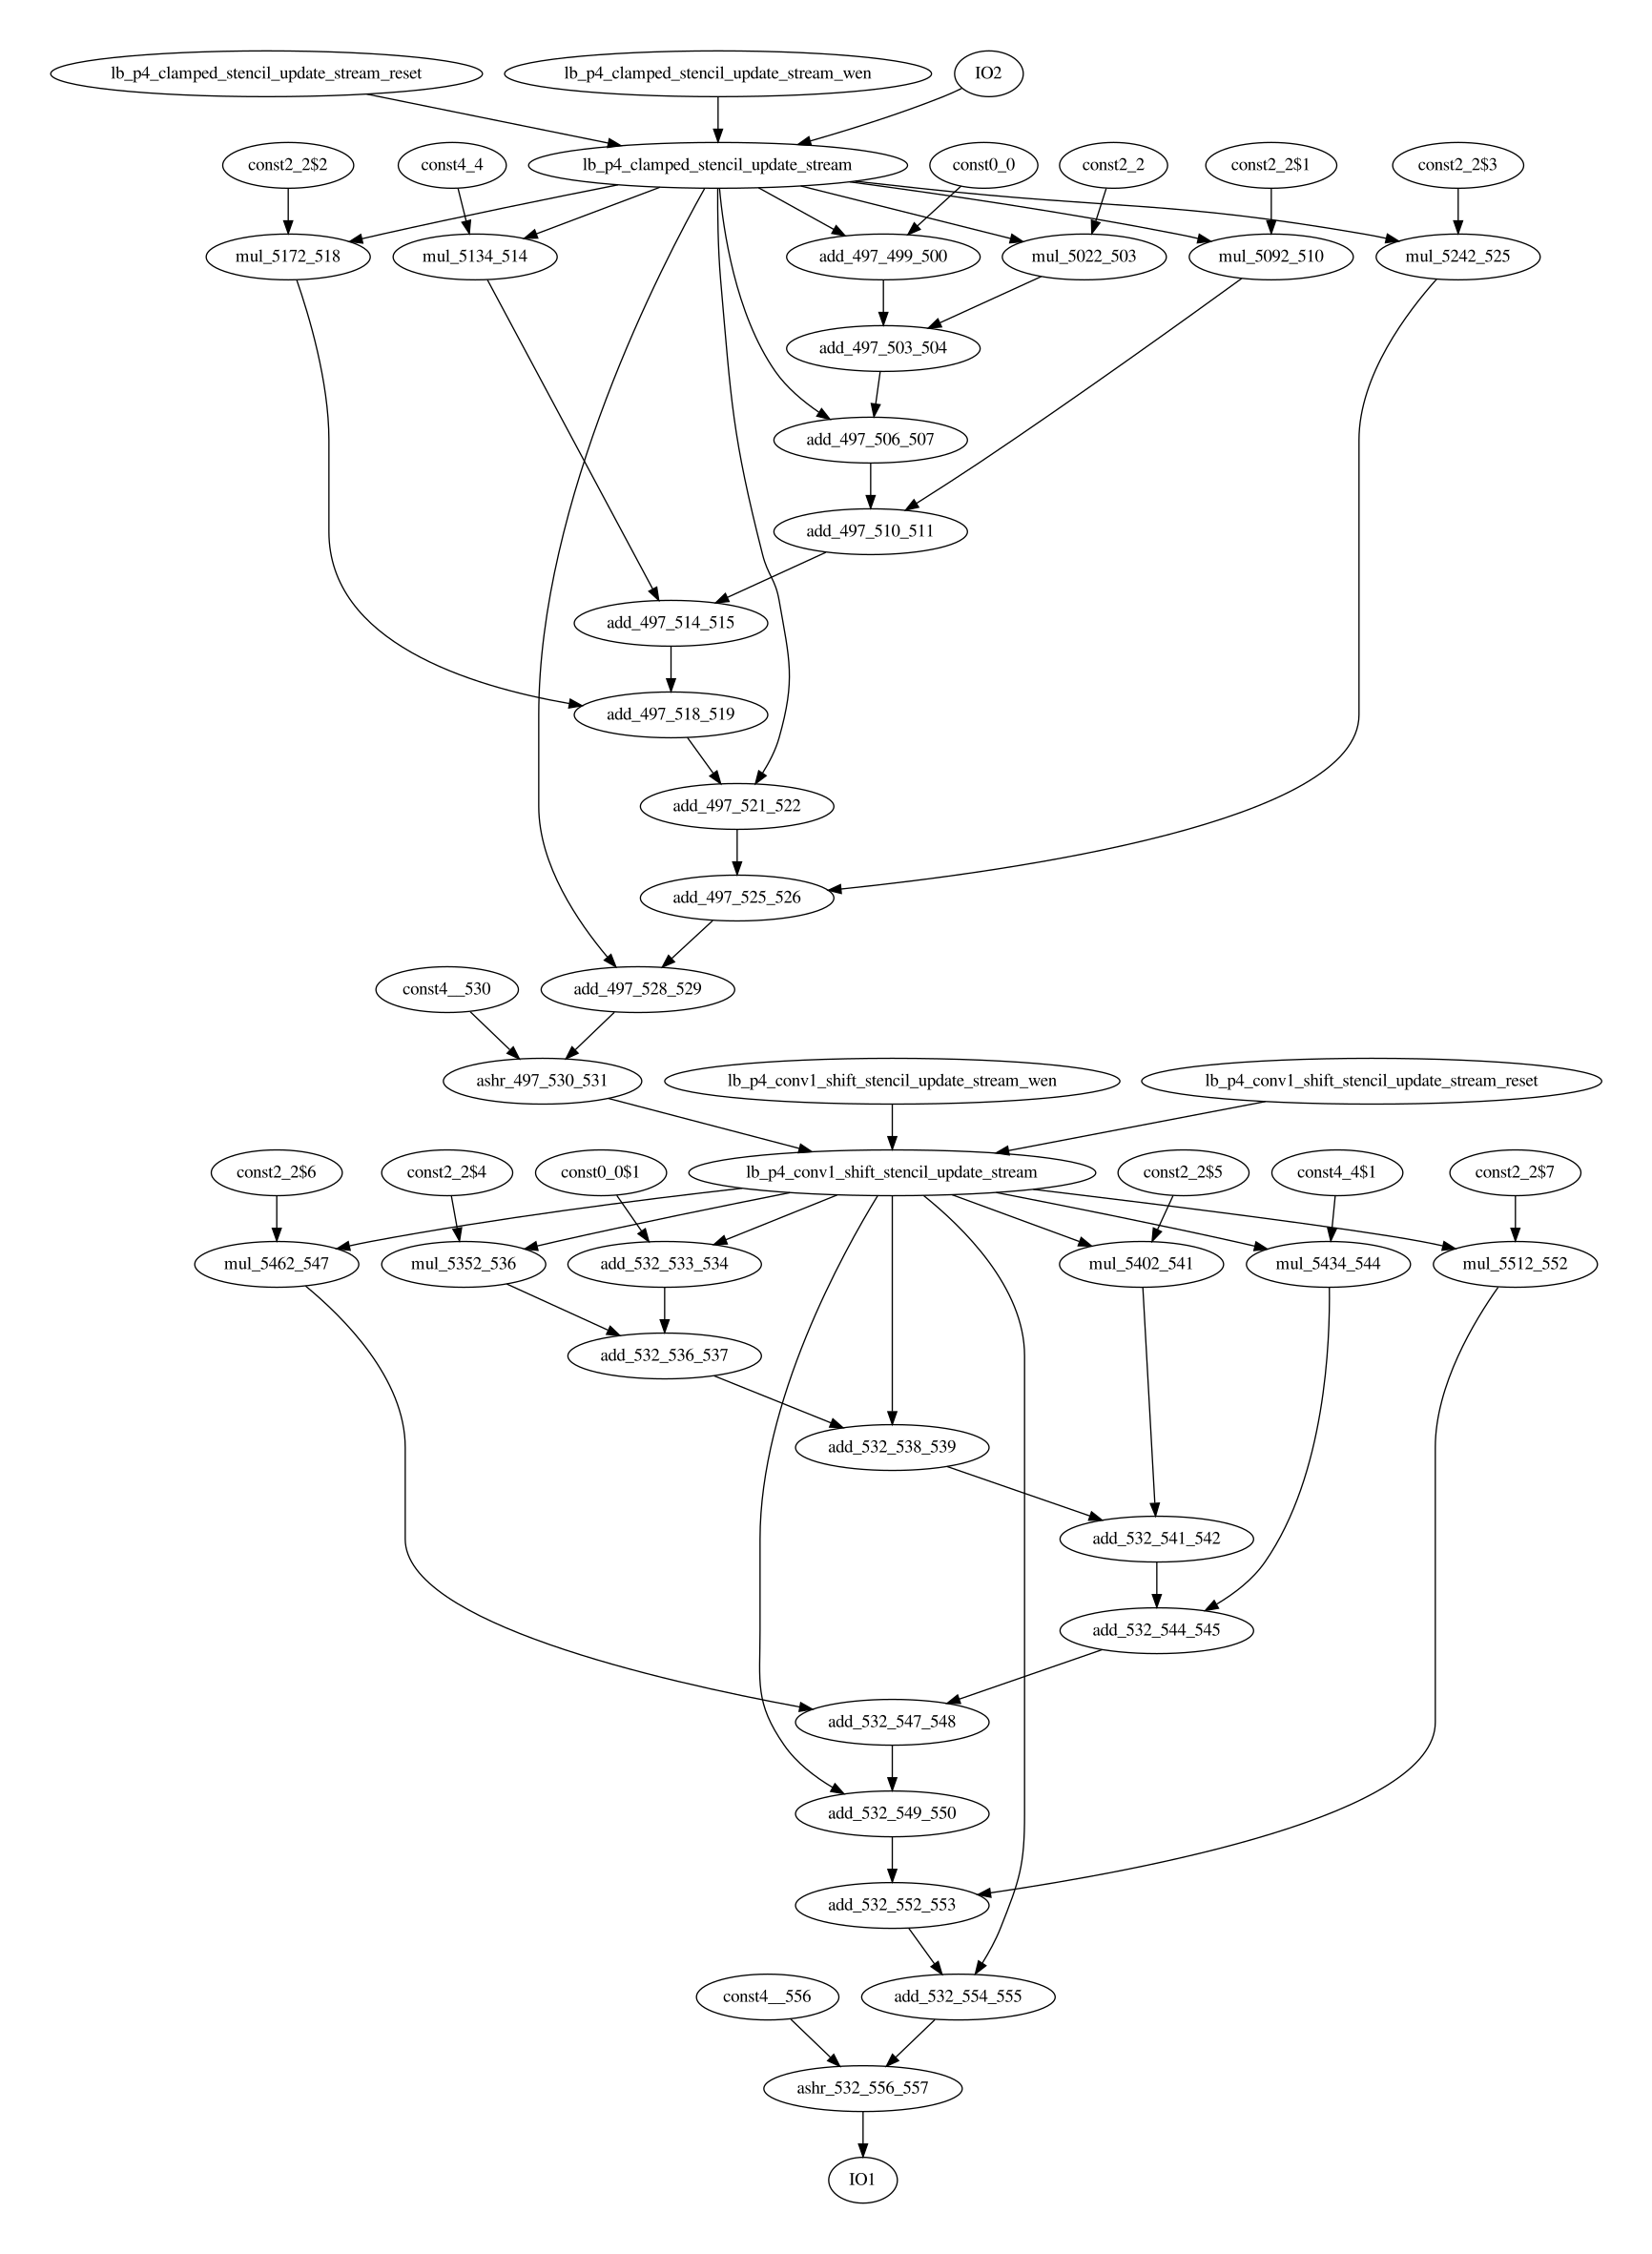 lb_p4_clamped_stencil_update_stream_reset
lb_p4_clamped_stencil_update_stream_wen
IO2
const2_2$2
const4_4
lb_p4_clamped_stencil_update_stream
const0_0
const2_2
const2_2$1
const2_2$3
mul_5172_518
mul_5134_514
add_497_499_500
mul_5022_503
mul_5092_510
mul_5242_525
add_497_503_504
add_497_506_507
add_497_510_511
add_497_514_515
add_497_518_519
add_497_521_522
add_497_525_526
const4__530
add_497_528_529
ashr_497_530_531
lb_p4_conv1_shift_stencil_update_stream_wen
lb_p4_conv1_shift_stencil_update_stream_reset
const2_2$6
const2_2$4
const0_0$1
lb_p4_conv1_shift_stencil_update_stream
const2_2$5
const4_4$1
const2_2$7
mul_5462_547
mul_5352_536
add_532_533_534
mul_5402_541
mul_5434_544
mul_5512_552
add_532_536_537
add_532_538_539
add_532_541_542
add_532_544_545
add_532_547_548
add_532_549_550
add_532_552_553
const4__556
add_532_554_555
ashr_532_556_557
IO1